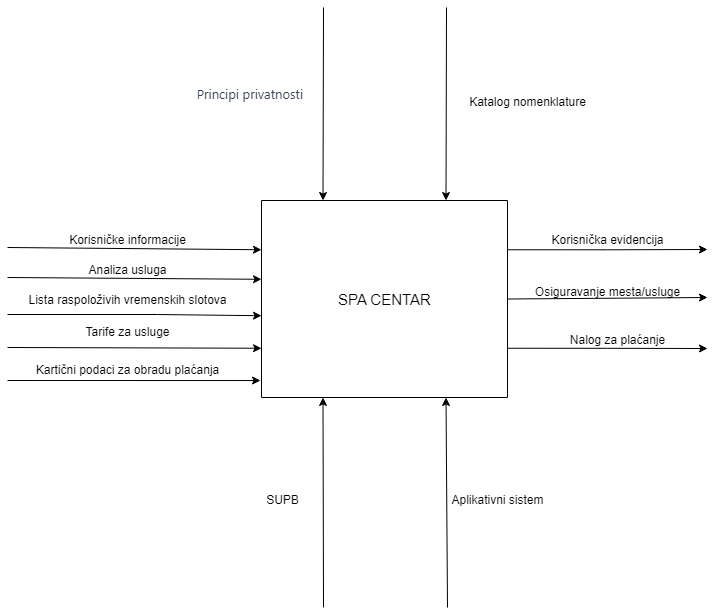 Principi privatnosti
Katalog nomenklature
Korisničke informacije
Korisnička evidencija
Analiza usluga
Osiguravanje mesta/usluge
Lista raspoloživih vremenskih slotova
SPA CENTAR
Tarife za usluge
Nalog za plaćanje
Kartični podaci za obradu plaćanja
SUPB
Aplikativni sistem